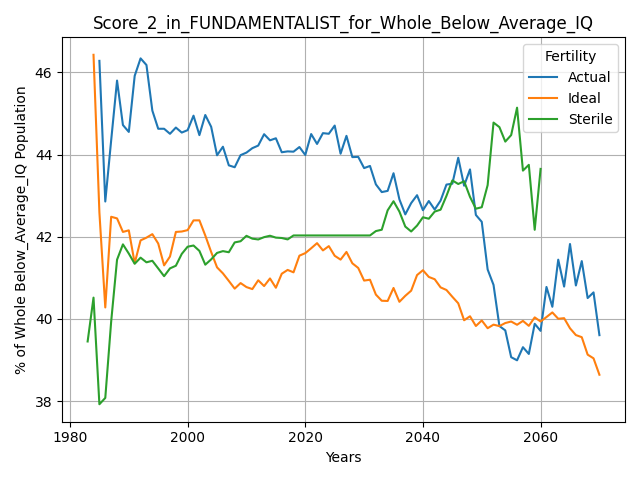 Score_2_in_FUNDAMENTALIST_for_Whole_Below_Average_IQ
Fertility
Actual
Ideal
Sterile
% of Whole Below_Average_IQ Population
46
44
42
40
38
1980
2000
2020
2040
2060
Years